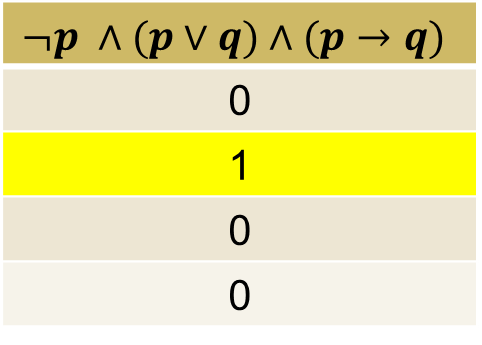 ¬p ∧ (p ∨ q) ∧ (p → q)
0
1
0
0